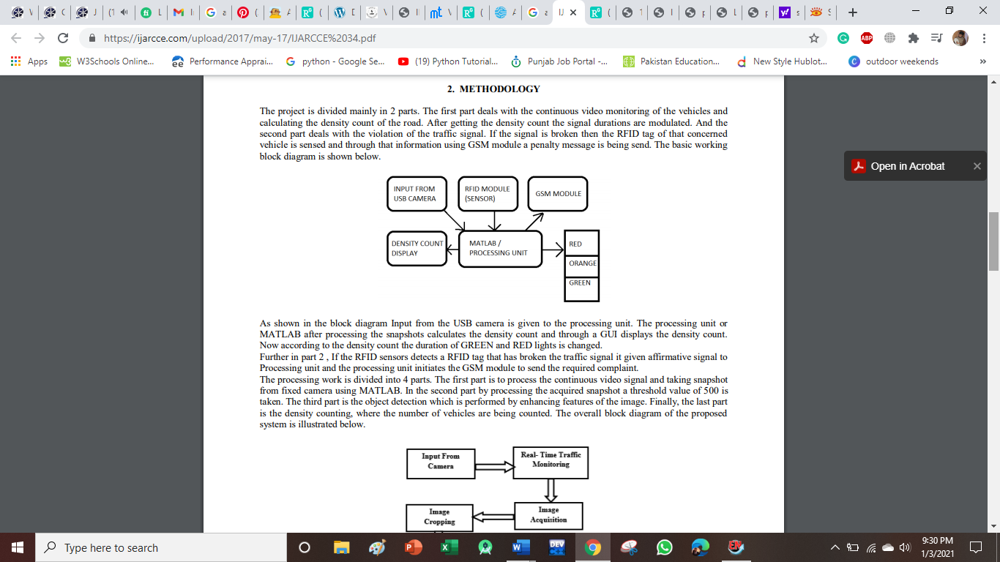 https://ijarcce.com/upload/2017/may-17/IJARCCE%2034.pdf
ABP
Apps
W3Schools Online...
Performance Apprai...
python - Google Se...
(19) Python Tutorial...
Punjab Job Portal -...
Pakistan Education...
New Style Hublot...
outdoor weekends
»
2. METHODOLOGY
The project is divided mainly in 2 parts. The first part deals with the continuous video monitoring of the vehicles and
calculating the density count of the road. After getting the density count the signal durations are modulated. And the
second part deals with the violation of the traffic signal. If the signal is broken then the RFID tag of that concerned
vehicle is sensed and through that information using GSM module a penalty message is being send. The basic working
block diagram is shown below.
Open in Acrobat
INPUT FROM
USB CAMERA
RFID MODULE
(SENSOR)
GSM MODULE
DENSITY COUNT
DISPLAY
MATLAB /
PROCESSING UNIT
RED
ORANGE
GREEN
As shown in the block diagram Input from the USB camera is given to the processing unit. The processing unit or
MATLAB after processing the snapshots calculates the density count and through a GUI displays the density count.
Now according to the density count the duration of GREEN and RED lights is changed.
Further in part 2 , If the RFID sensors detects a RFID tag that has broken the traffic signal it given affirmative signal to
Processing unit and the processing unit initiates the GSM module to send the required complaint.
The processing work is divided into 4 parts. The first part is to process the continuous video signal and taking snapshot
from fixed camera using MATLAB. In the second part by processing the acquired snapshot a threshold value of 500 is
taken. The third part is the object detection which is performed by enhancing features of the image. Finally, the last part
is the density counting, where the number of vehicles are being counted. The overall block diagram of the proposed
system is illustrated below.
Input From
Camera
Real- Time Traffic
Monitoring
Image
Cropping
Image
Acquisition
Type here to search
DEV
9:30 PM
1/3/2021